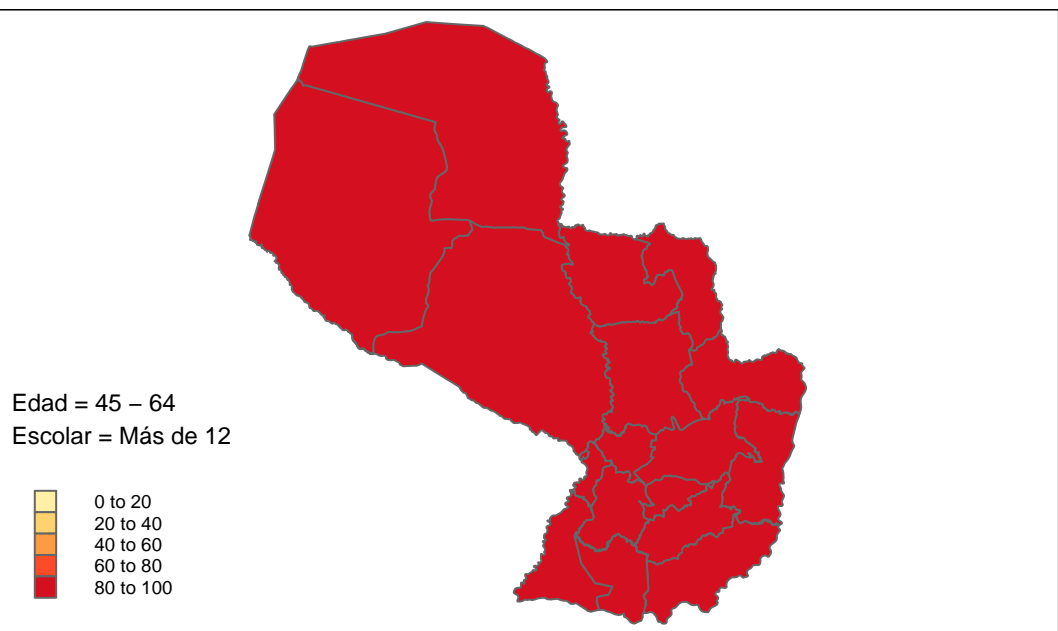 Edad = 45 – 64
Escolar = Más de 12
0 to 20
20 to 40
40 to 60
60 to 80
80 to 100